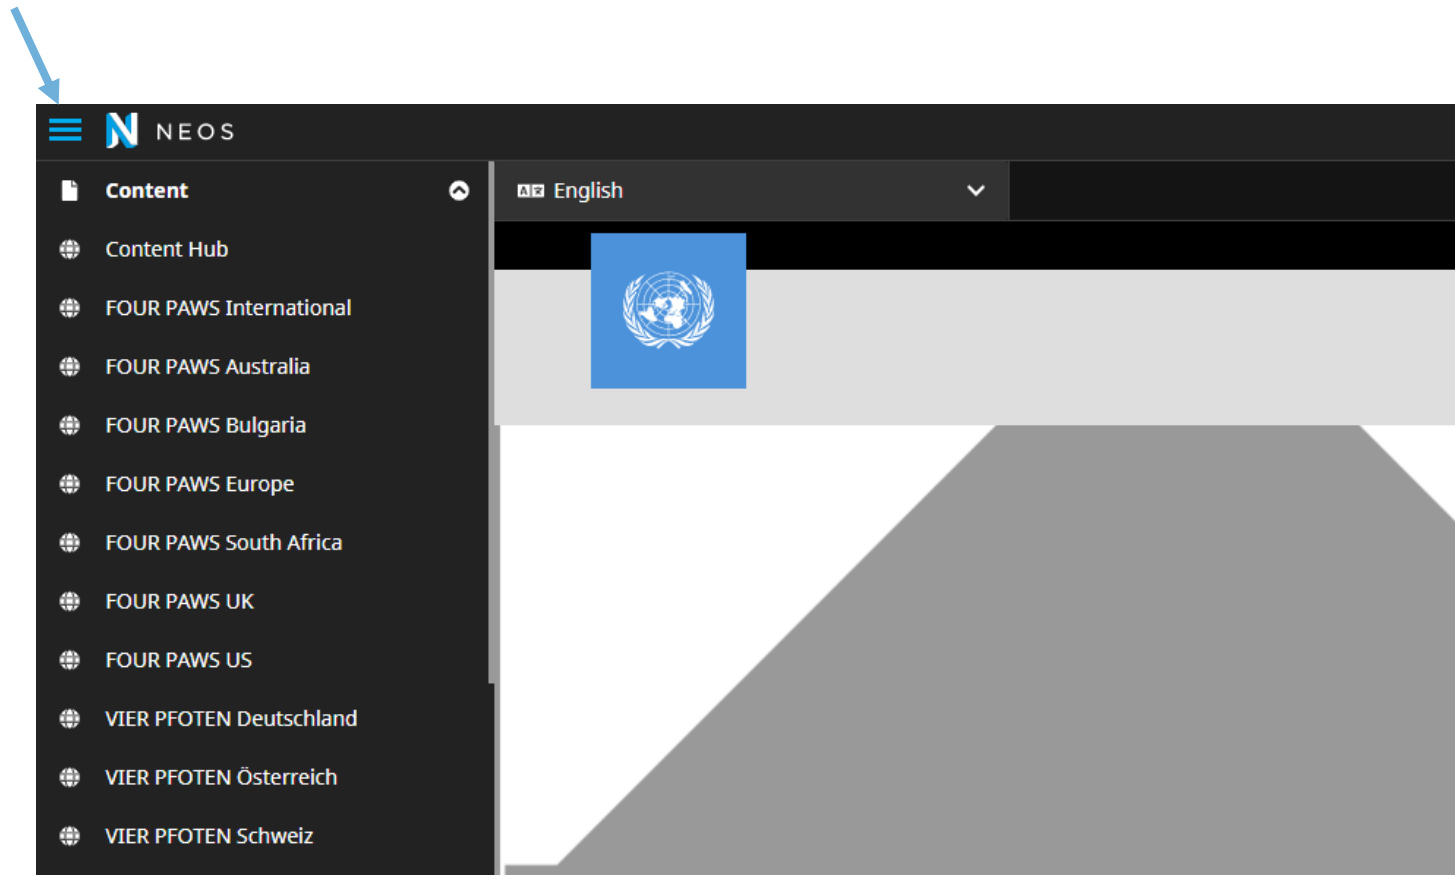 NEOS
Content
English
Content Hub
FOUR PAWS International
FOUR PAWS Australia
FOUR PAWS Bulgaria
FOUR PAWS Europe
FOUR PAWS South Africa
FOUR PAWS UK
FOUR PAWS US
VIER PFOTEN Deutschland
VIER PFOTEN Österreich
VIER PFOTEN Schweiz